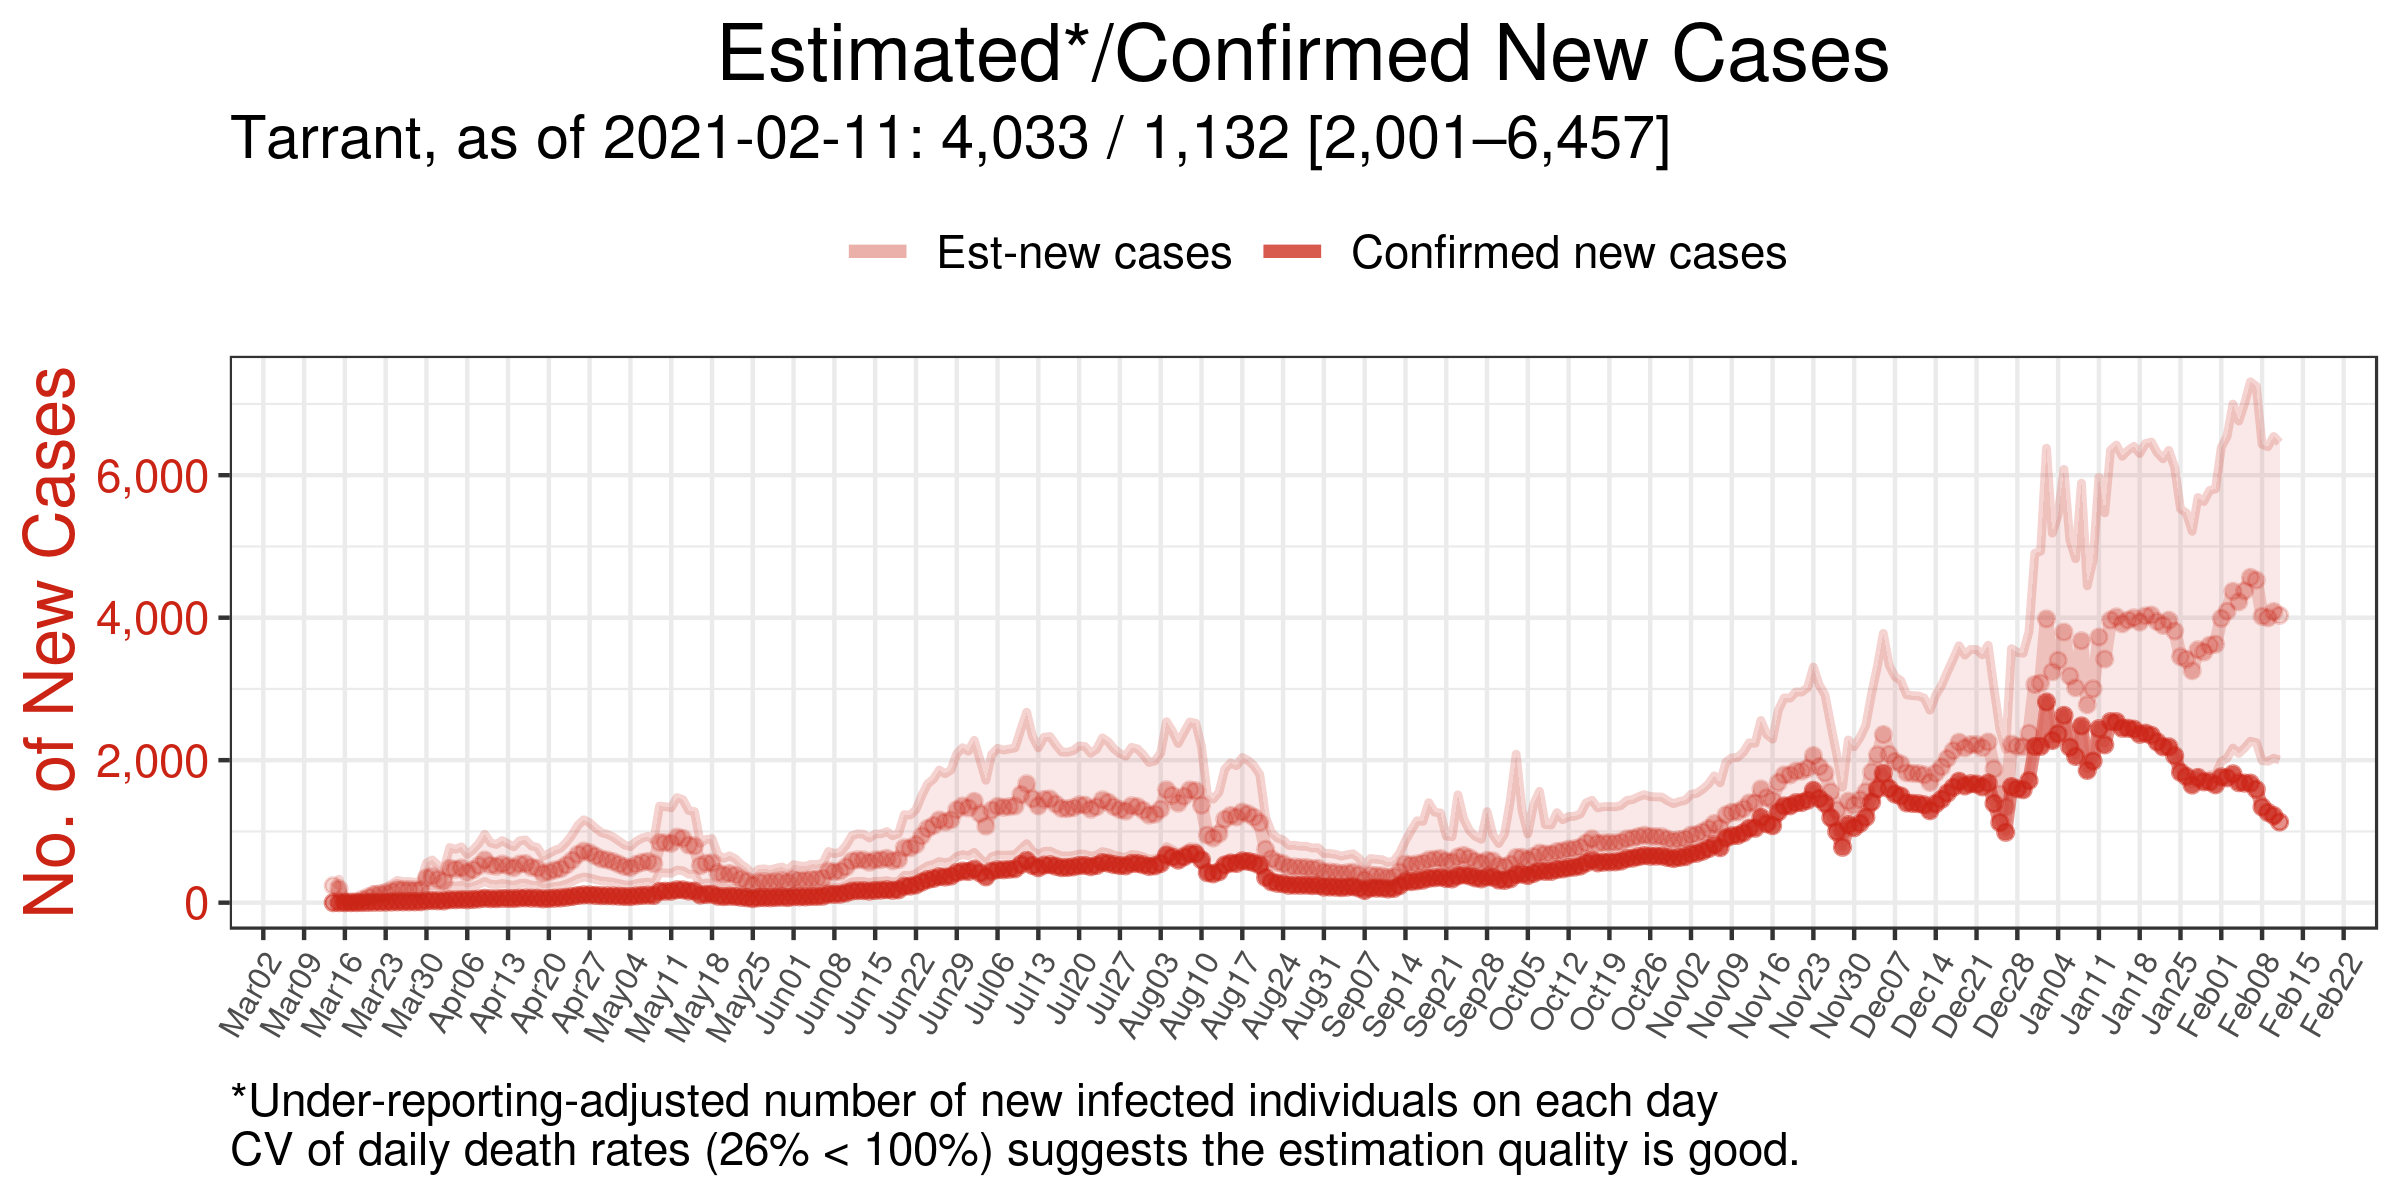 Estimated*/Confirmed New Cases
Tarrant, as of 2021-02-11: 4,033 / 1,132 [2,001–6,457]
Est-new cases Confirmed new cases
No. of New Cases
6,000
4,000
2,000
0
Mar02 Mar09 Mar16 Mar23 Mar30 Apr06 Apr13 Apr20 Apr27 May04 May11 May18 May25 Jun01 Jun08 Jun15 Jun22 Jun29 Jul06 Jul13 Jul20 Jul27 Aug03 Aug10 Aug17 Aug24 Aug31 Sep07 Sep14 Sep21 Sep28 Oct05 Oct12 Oct19 Oct26 Nov02 Nov09 Nov16 Nov23 Nov30 Dec07 Dec14 Dec21 Dec28 Jan04 Jan11 Jan18 Jan25 Feb01 Feb08 Feb15 Feb22
*Under-reporting-adjusted number of new infected individuals on each day
CV of daily death rates (26% < 100%) suggests the estimation quality is good.